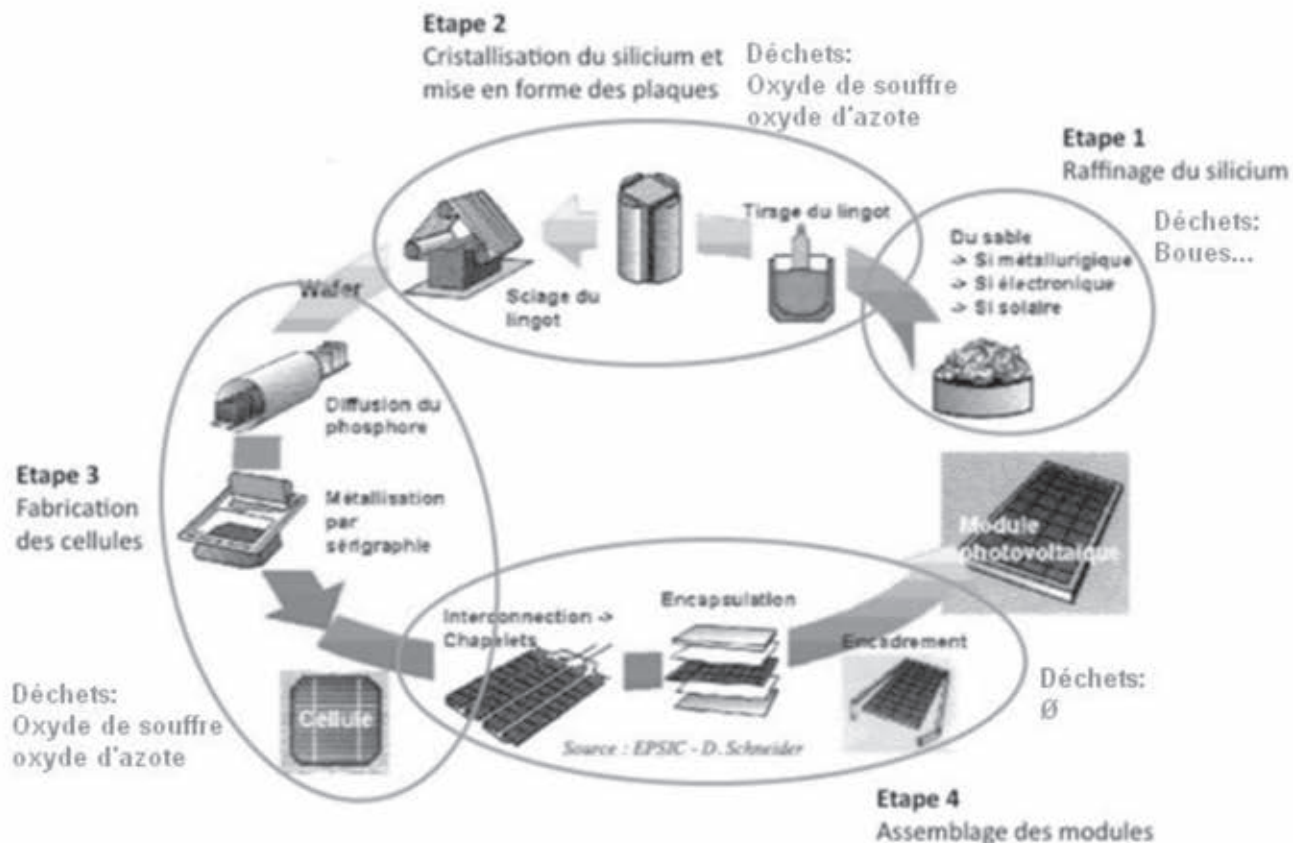 Etape 2
Cristallisation du silicium et
mise en forme des plaques
Déchets:
Oxyde de souffre
oxyde d'azote
Etape 1
Raffinage du silicium
Déchets:
Boues...
Du sable
-> Si métallurigique
-> Si électronique
-> Si solaire
Tirage du lingot
Sciage du
lingot
Wafer
Diffusion du
phosphore
Etape 3
Fabrication
des cellules
Métallisation
par
sérigraphie
Déchets:
Oxyde de souffre
oxyde d'azote
Cellule
Interconnection ->
Chapelets
Encapsulation
Encadrement
Module
photovoltaïque
Source : EPSIC - D. Schneider
Déchets:
Ø
Etape 4
Assemblage des modules